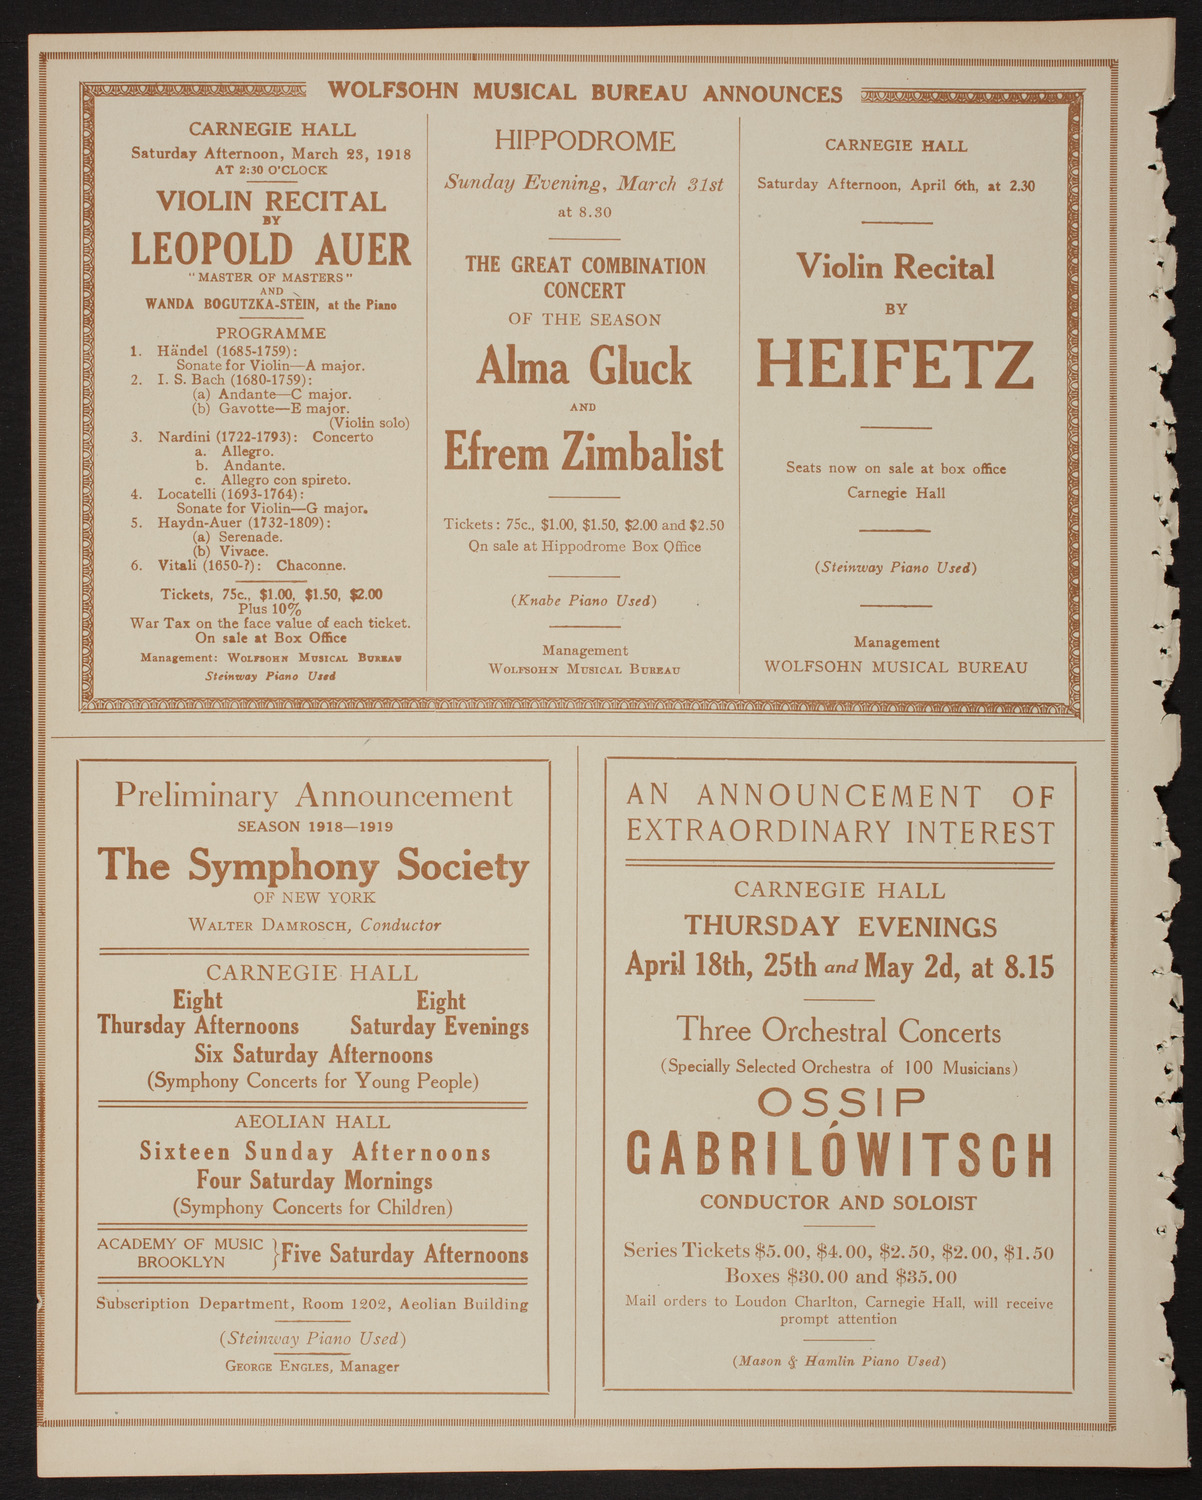 WOLFSOHN MUSICAL BUREAU ANNOUNCES
CARNEGIE HALL
Saturday Afternoon, March 23, 1918
AT 2:30 O'CLOCK
VIOLIN RECITAL
BY
LEOPOLD AUER
"MASTER OF MASTERS"
AND
WANDA BOGUTZKA-STEIN, at the Piano
PROGRAMME
1. Händel (1685-1759):
Sonate for Violin—A major.
2. I. S. Bach (1680-1759):
(a) Andante—C major.
(b) Gavotte—E major.
(Violin solo)
3. Nardini (1722-1793): Concerto
a. Allegro.
b. Andante.
c. Allegro con spireto.
4. Locatelli (1693-1764):
Sonate for Violin—G major.
5. Haydn-Auer (1732-1809):
(a) Serenade.
(b) Vivace.
6. Vitali (1650-?): Chaconne.
Tickets, 75c., $1.00, $1.50, $2.00
Plus 10%
War Tax on the face value of each ticket.
On sale at Box Office
Management: WOLFSOHN MUSICAL BUREAU
Steinway Piano Used
HIPPODROME
Sunday Evening, March 31st
at 8.30
THE GREAT COMBINATION
CONCERT
OF THE SEASON
Alma Gluck
AND
Efrem Zimbalist
Tickets: 75c., $1.00, $1.50, $2.00 and $2.50
On sale at Hippodrome Box Office
(Knabe Piano Used)
Management
WOLFSOHN MUSICAL BUREAU
CARNEGIE HALL
Saturday Afternoon, April 6th, at 2.30
Violin Recital
BY
HEIFETZ
Seats now on sale at box office
Carnegie Hall
(Steinway Piano Used)
Management
WOLFSOHN MUSICAL BUREAU
Preliminary Announcement
SEASON 1918—1919
The Symphony Society
OF NEW YORK
WALTER DAMROSCH, Conductor
CARNEGIE HALL
Eight Eight
Thursday Afternoons Saturday Evenings
Six Saturday Afternoons
(Symphony Concerts for Young People)
AEOLIAN HALL
Sixteen Sunday Afternoons
Four Saturday Mornings
(Symphony Concerts for Children)
ACADEMY OF MUSIC
BROOKLYN
} Five Saturday Afternoons
Subscription Department, Room 1202, Aeolian Building
(Steinway Piano Used)
GEORGE ENGLES, Manager
AN ANNOUNCEMENT OF
EXTRAORDINARY INTEREST
CARNEGIE HALL
THURSDAY EVENINGS
April 18th, 25th and May 2d, at 8.15
Three Orchestral Concerts
(Specially Selected Orchestra of 100 Musicians)
OSSIP
GABRILÓWITSCH
CONDUCTOR AND SOLOIST
Series Tickets $5.00, $4.00, $2.50, $2.00, $1.50
Boxes $30.00 and $35.00
Mail orders to Loudon Charlton, Carnegie Hall, will receive
prompt attention
(Mason & Hamlin Piano Used)